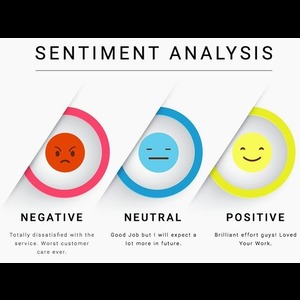 SENTIMENT ANALYSIS
NEGATIVE
Totally dissatisfied with the
service. Worst customer
care ever.
NEUTRAL
Good Job but I will expect a
lot more in future.
POSITIVE
Brilliant effort guys! Loved
Your Work.